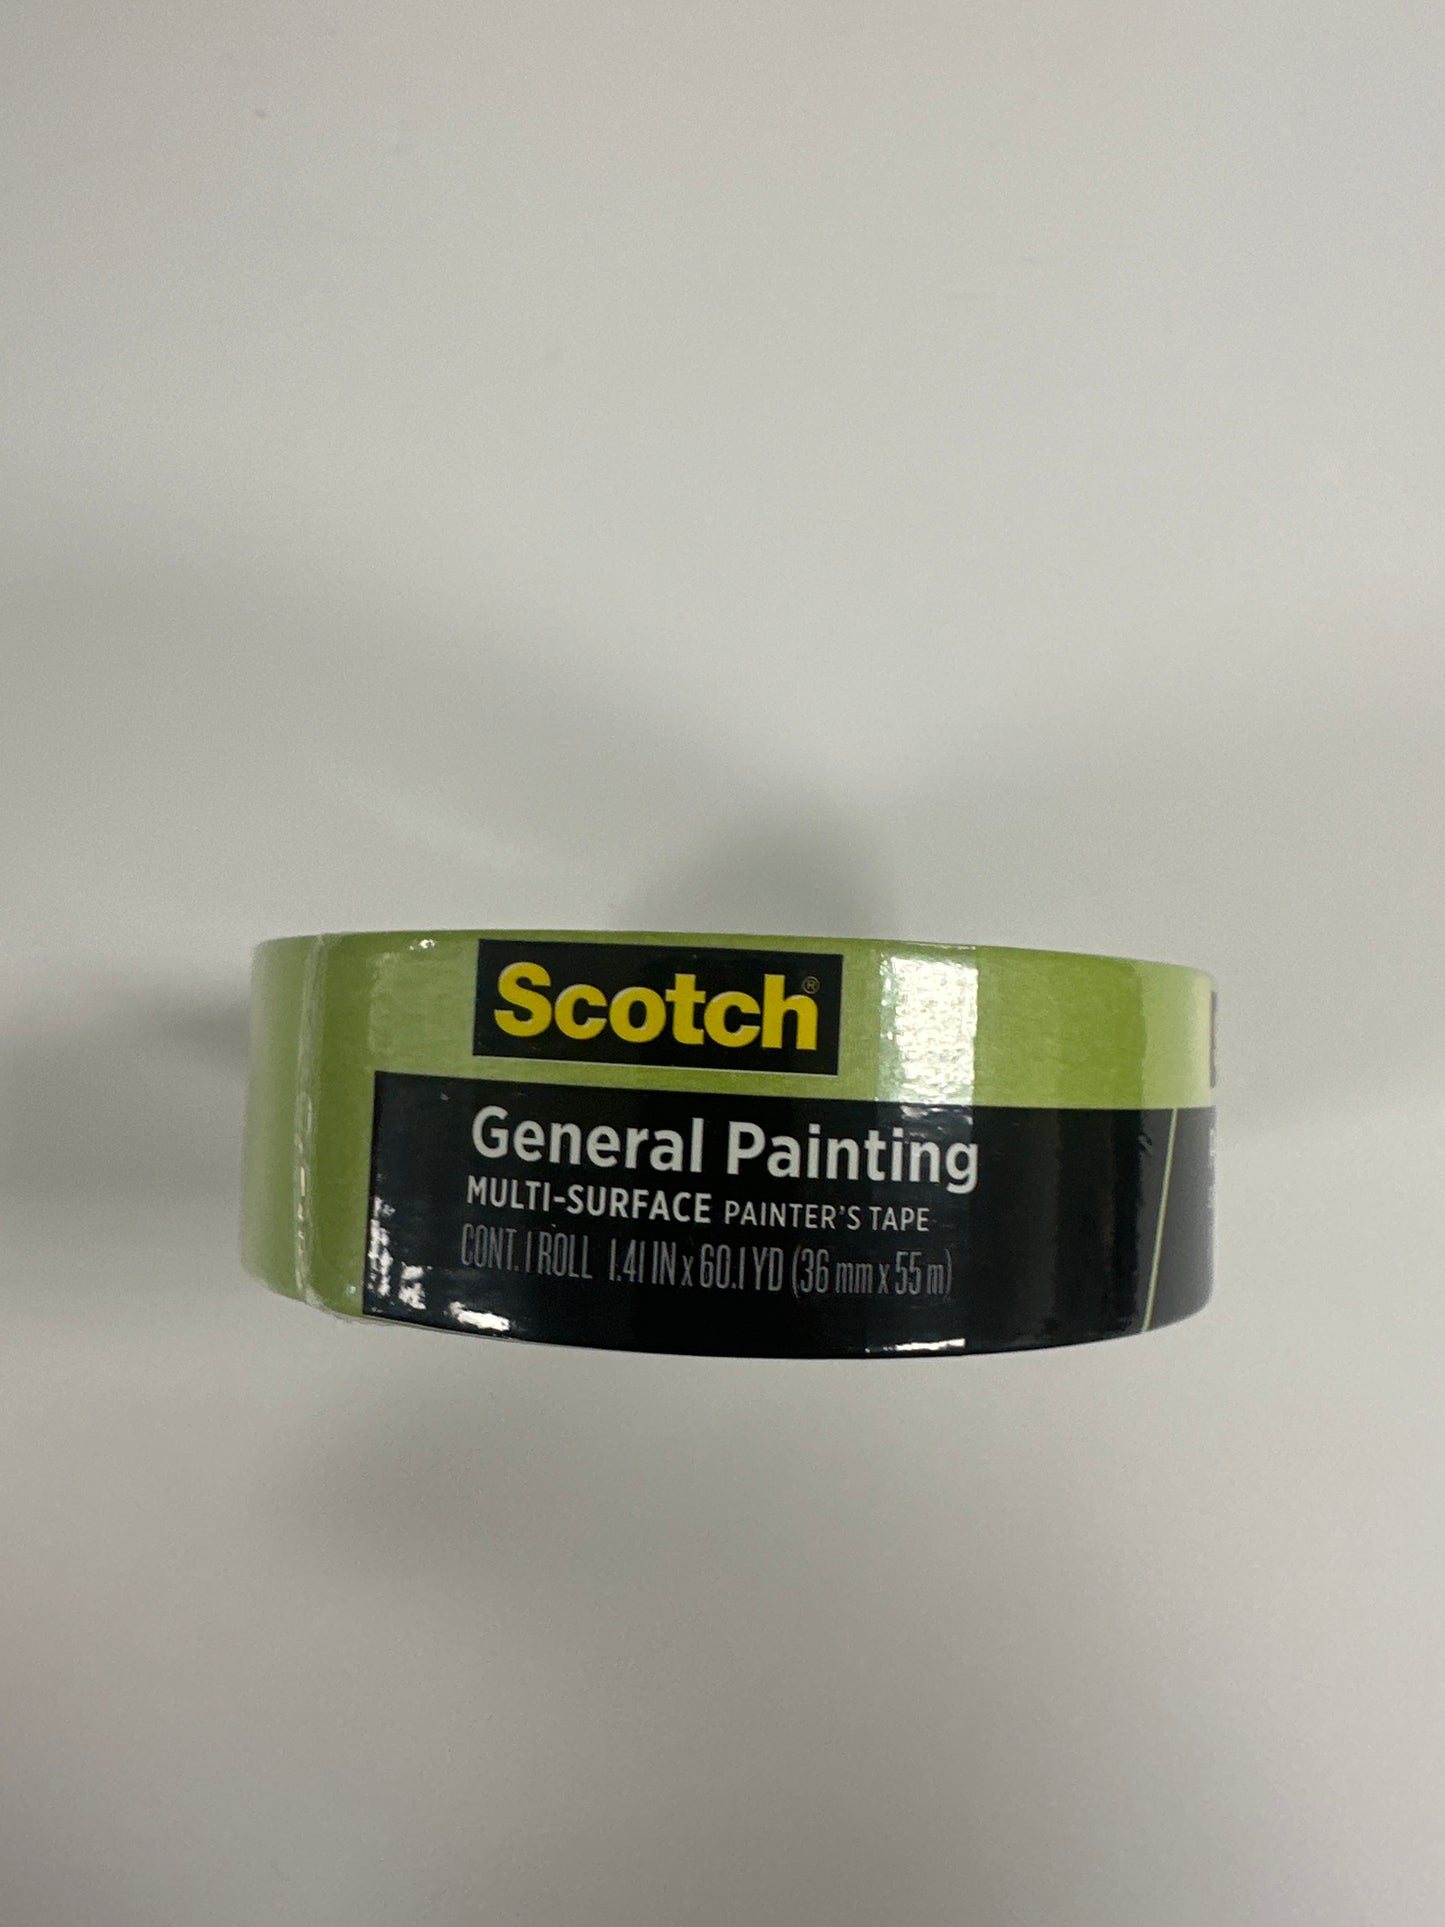 Scotch®
General Painting
MULTI-SURFACE PAINTER'S TAPE
CONT. 1 ROLL 1.41 IN x 60.1 YD (36 mm x 55 m)